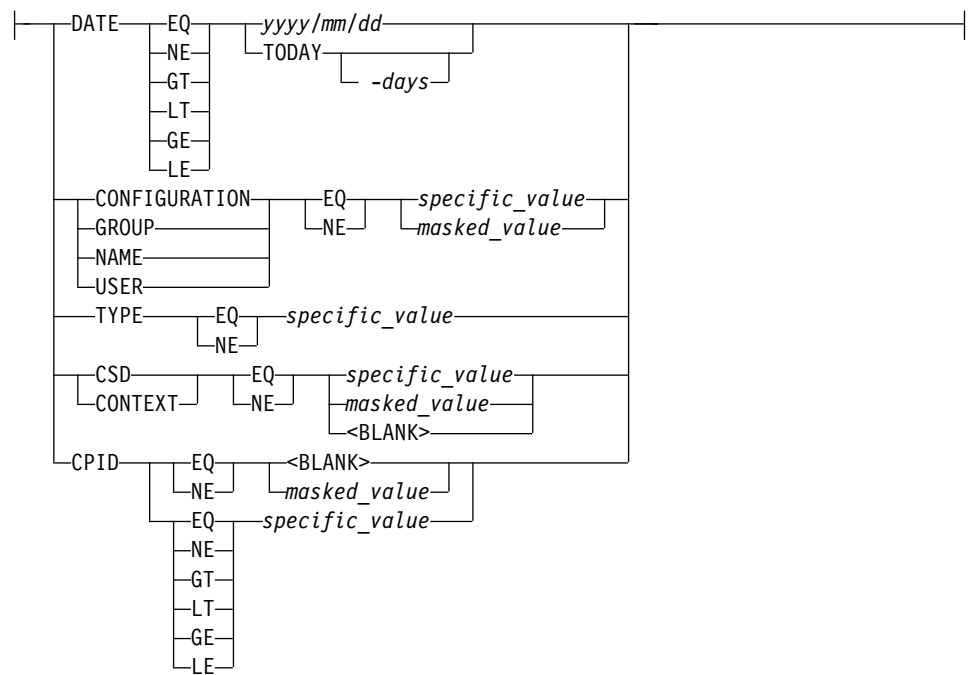 DATE EQ yyyy/mm/dd
NE TODAY
GT -days
LT
GE
LE
CONFIGURATION EQ specific_value
GROUP NE masked_value
NAME
USER
TYPE EQ specific_value
NE
CSD EQ specific_value
CONTEXT NE masked_value
<BLANK>
CPID EQ <BLANK>
NE masked_value
EQ specific_value
NE
GT
LT
GE
LE